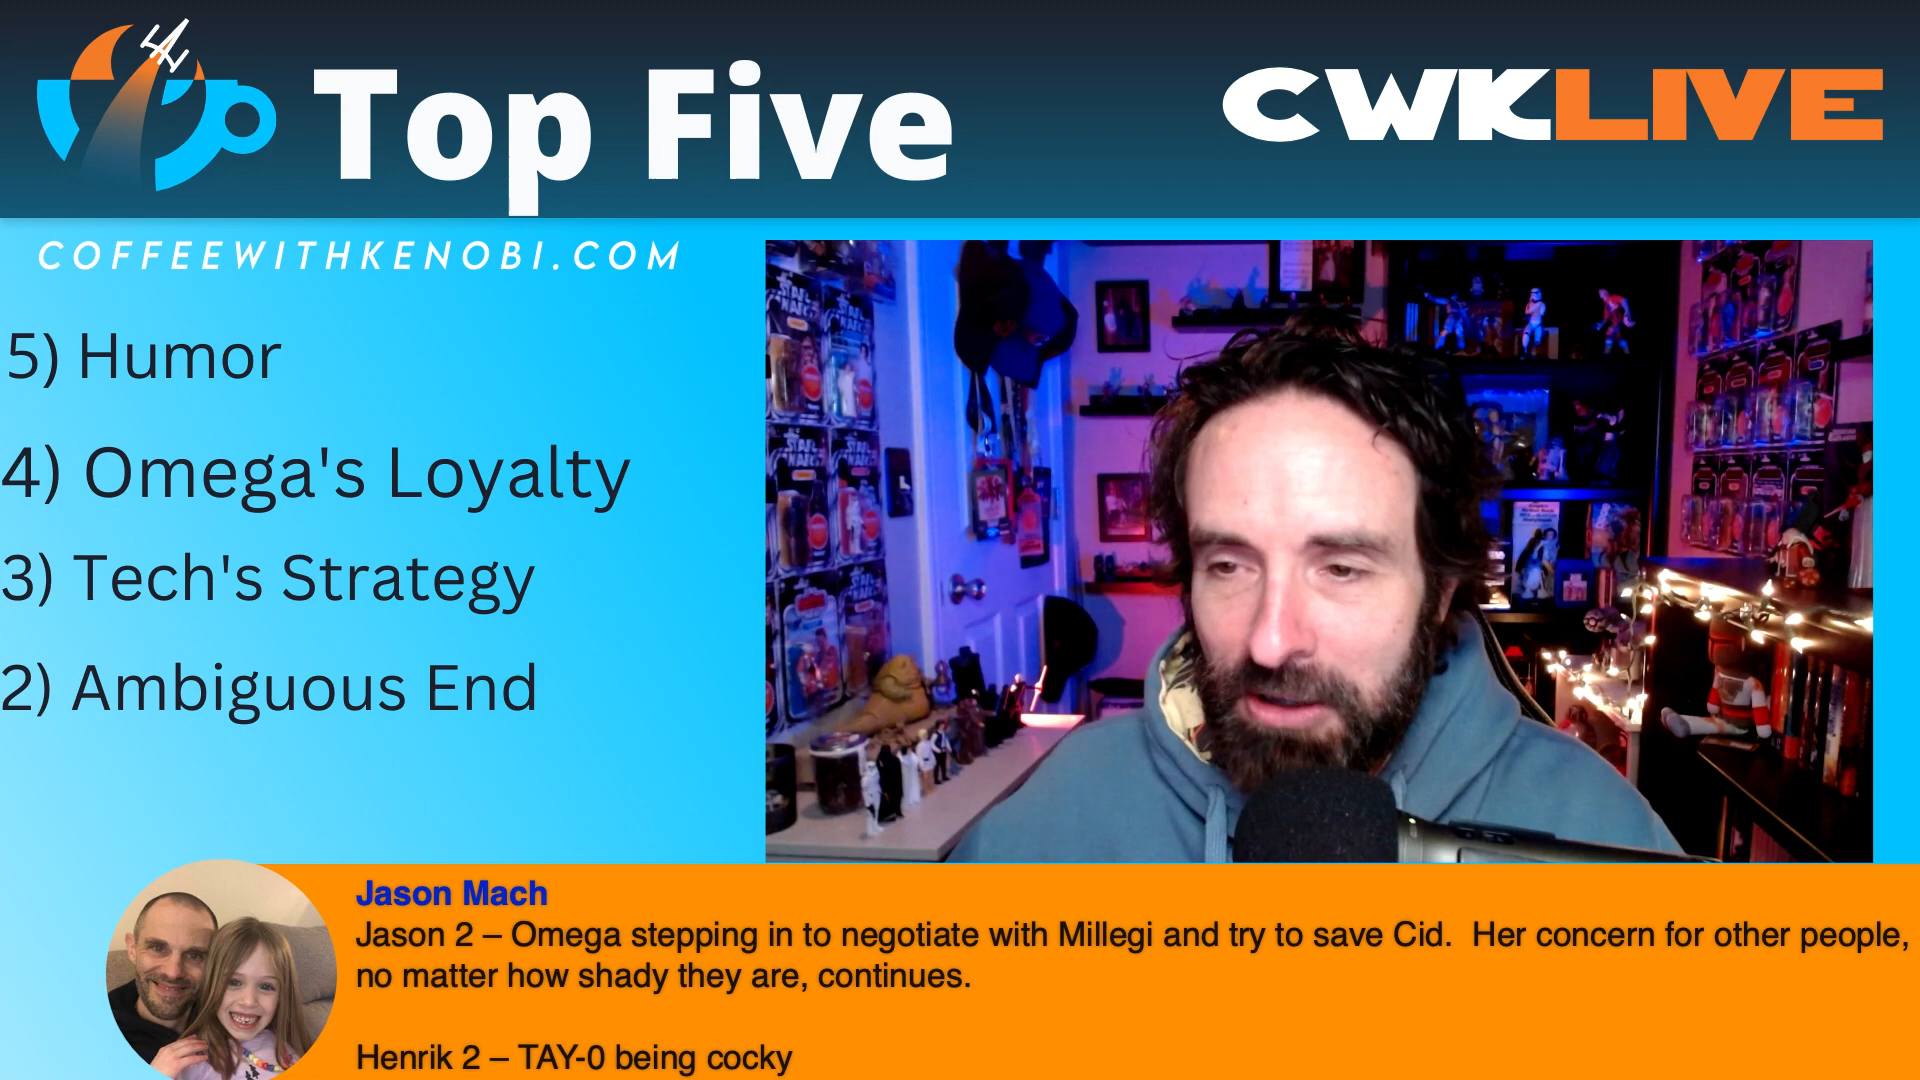 Top Five
CWKLIVE
COFFEEWITHKENOBI.COM
5) Humor
4) Omega's Loyalty
3) Tech's Strategy
2) Ambiguous End
Jason Mach
Jason 2 – Omega stepping in to negotiate with Millegi and try to save Cid.  Her concern for other people,
no matter how shady they are, continues.
Henrik 2 – TAY-0 being cocky